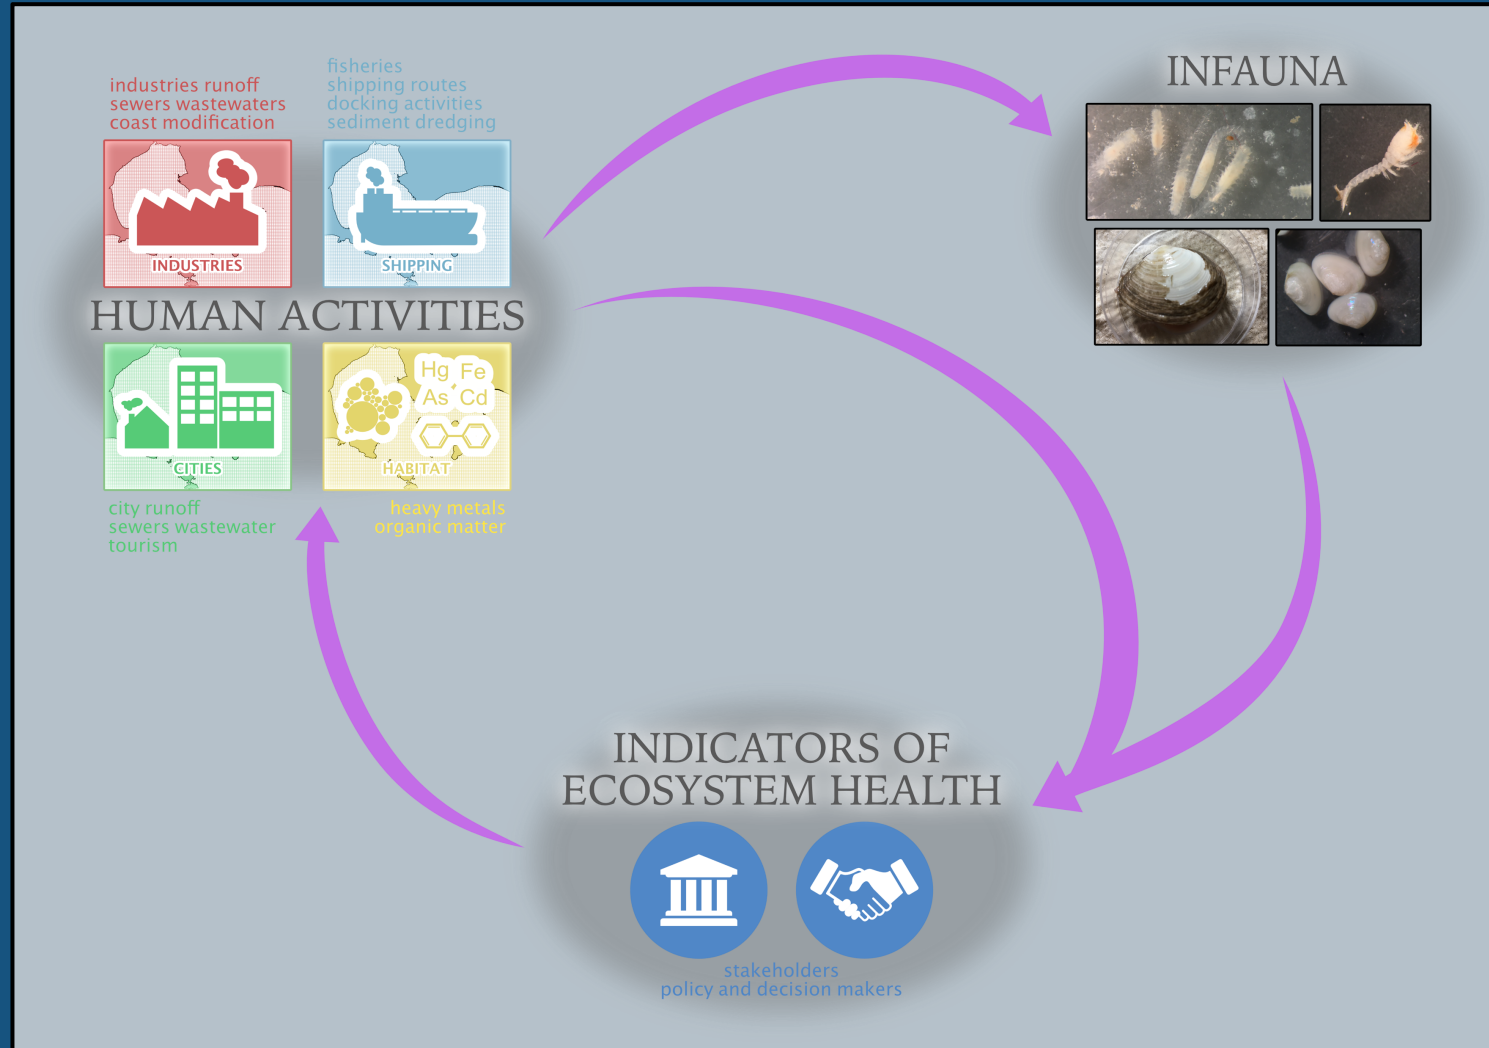 industries runoff
sewers wastewaters
coast modification
fisheries
shipping routes
docking activities
sediment dredging
INDUSTRIES
SHIPPING
HUMAN ACTIVITIES
Hg Fe
As Cd
CITIES
HABITAT
city runoff
sewers wastewater
tourism
heavy metals
organic matter
INFAUNA
INDICATORS OF
ECOSYSTEM HEALTH
stakeholders
policy and decision makers